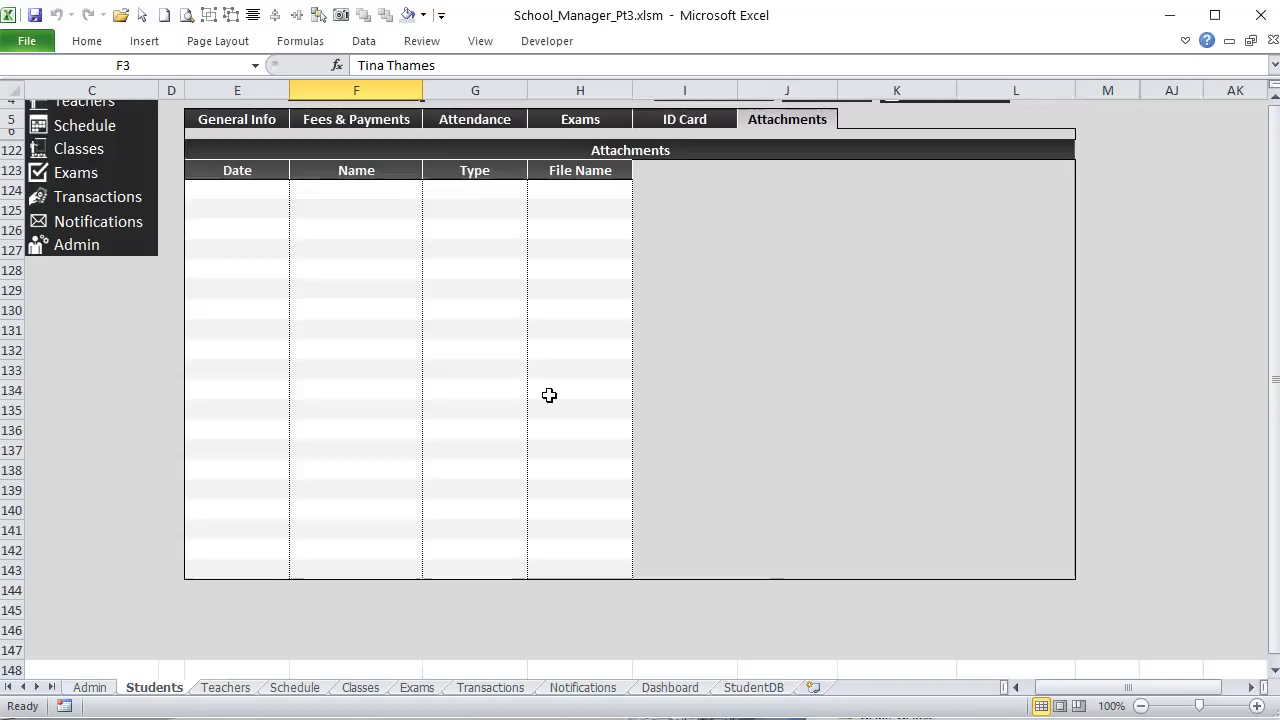 School_Manager_Pt3.xlsm - Microsoft Excel
File Home Insert Page Layout Formulas Data Review View Developer
F3 fx Tina Thames
C D E F G H I J K L M AJ AK
4 Teachers
5 General Info Fees & Payments Attendance Exams ID Card Attachments
Schedule
6
Classes
122 Attachments
Exams
123 Date Name Type File Name
Transactions
124
Notifications
125
Admin
126
127
128
129
130
131
132
133
134
135
136
137
138
139
140
141
142
143
144
145
146
147
148
Admin Students Teachers Schedule Classes Exams Transactions Notifications Dashboard StudentDB
Ready 100%